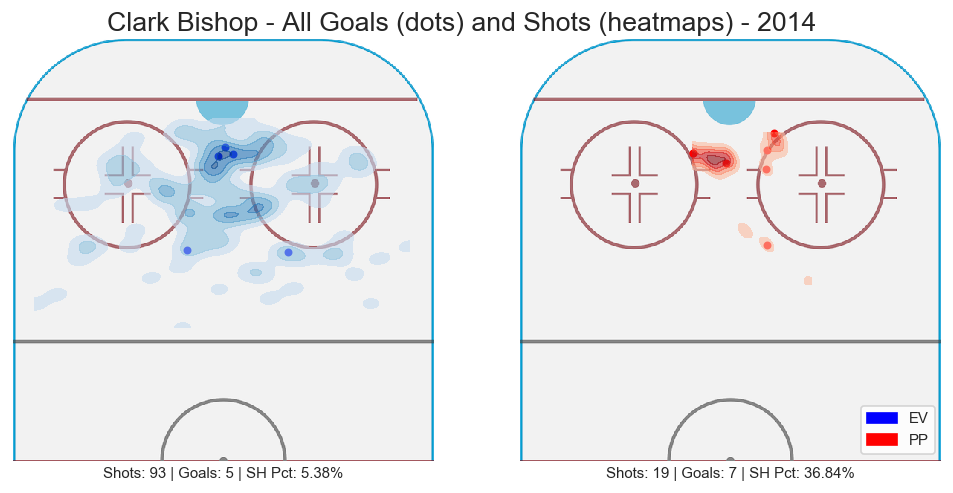 Clark Bishop - All Goals (dots) and Shots (heatmaps) - 2014
EV
PP
Shots: 93 | Goals: 5 | SH Pct: 5.38%
Shots: 19 | Goals: 7 | SH Pct: 36.84%